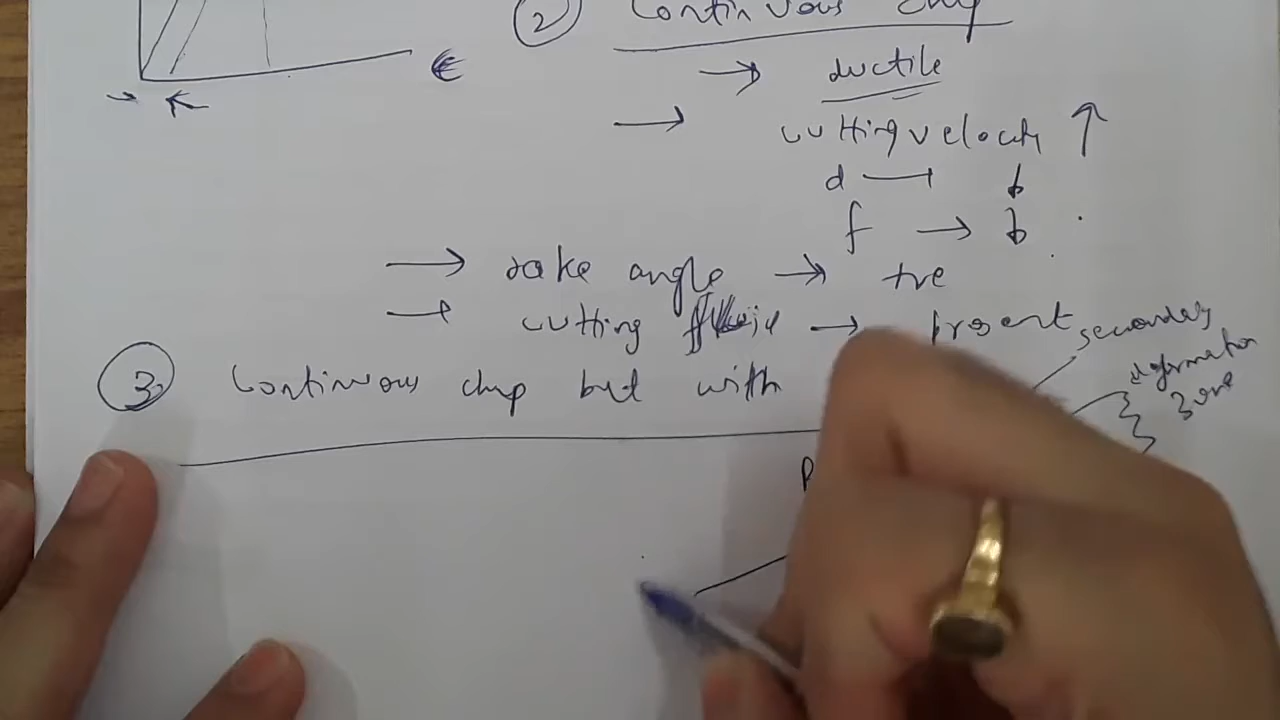 ② Continuous chip
→ ductile
→ cutting velocity ↑
d → ↓
f → ↓
∈
→ rake angle → +ve
→ cutting fluid → present
secondary
deformation
zone
③ Continuous chip but with
P